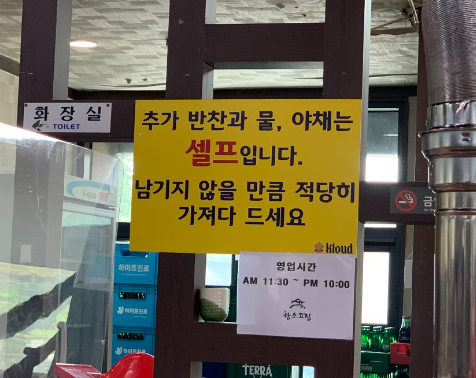 화장실
TOILET
추가 반찬과 물, 야채는
셀프입니다.
남기지 않을 만큼 적당히
가져다 드세요
kloud
영업시간
AM 11:30 ~ PM 10:00
하이트진로
하이트진로
하이트진로
금
TERRA